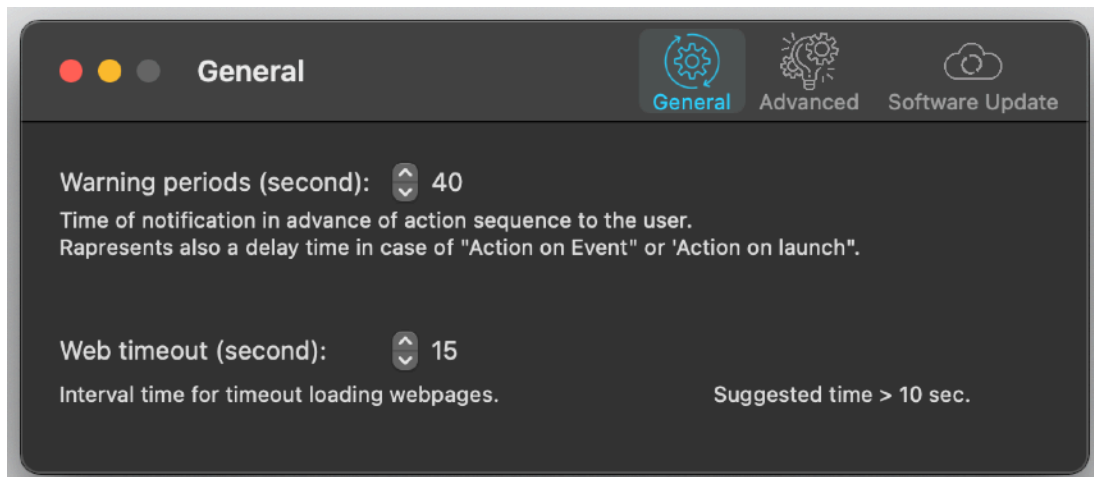 General
General
Advanced
Software Update
Warning periods (second):
40
Time of notification in advance of action sequence to the user.
Rapresents also a delay time in case of "Action on Event" or 'Action on launch".
Web timeout (second):
15
Interval time for timeout loading webpages.
Suggested time > 10 sec.